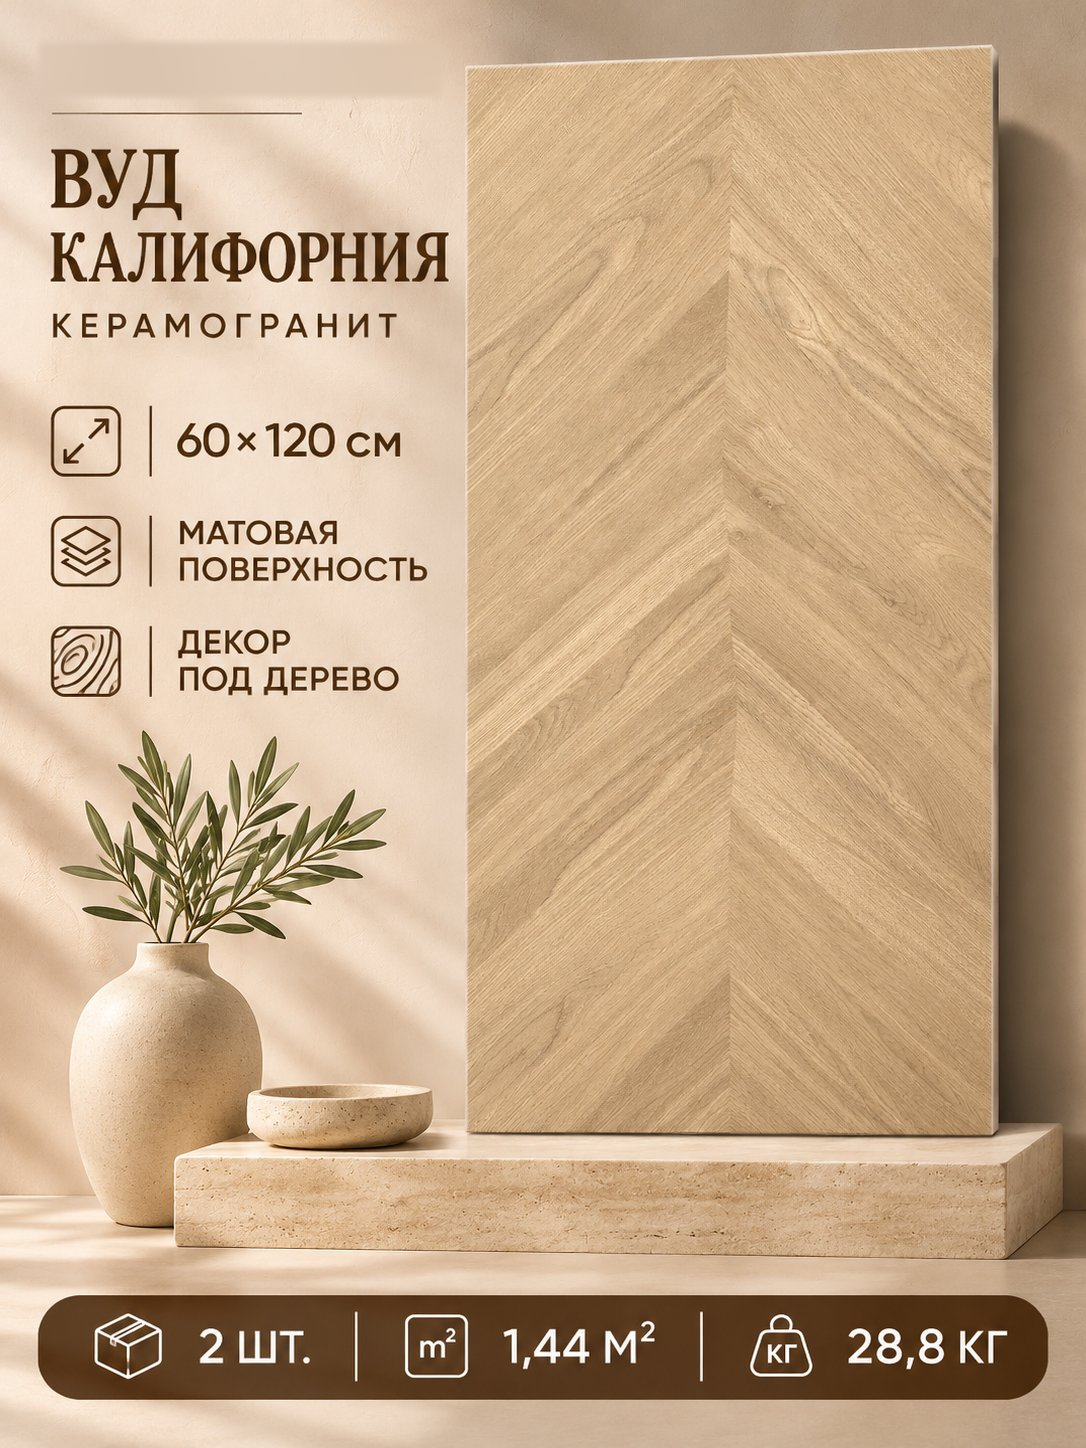 ВУД
КАЛИФОРНИЯ
КЕРАМОГРАНИТ
60×120 см
МАТОВАЯ
ПОВЕРХНОСТЬ
ДЕКОР
ПОД ДЕРЕВО
2 ШТ.
m²
1,44 М²
КГ
28,8 КГ